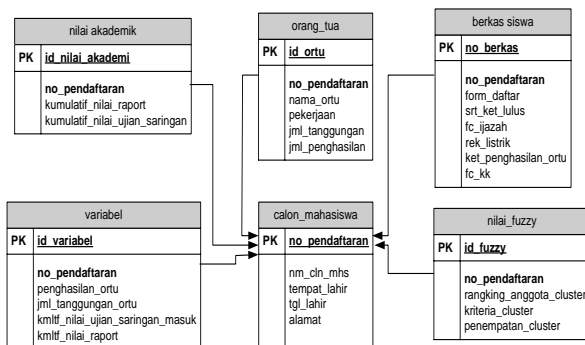 nilai akademik
PK id_nilai_akademi
no_pendaftaran
kumulatif_nilai_raport
kumulatif_nilai_ujian_saringan
orang_tua
PK id_ortu
no_pendaftaran
nama_ortu
pekerjaan
jml_tanggungan
jml_penghasilan
berkas siswa
PK no_berkas
no_pendaftaran
form_daftar
srt_ket_lulus
fc_ijazah
rek_listrik
ket_penghasilan_ortu
fc_kk
variabel
PK id_variabel
no_pendaftaran
penghasilan_ortu
jml_tanggungan_ortu
kmltf_nilai_ujian_saringan_masuk
kmltf_nilai_raport
calon_mahasiswa
PK no_pendaftaran
nm_cln_mhs
tempat_lahir
tgl_lahir
alamat
nilai_fuzzy
PK id_fuzzy
no_pendaftaran
rangking_anggota_cluster
kriteria_cluster
penempatan_cluster